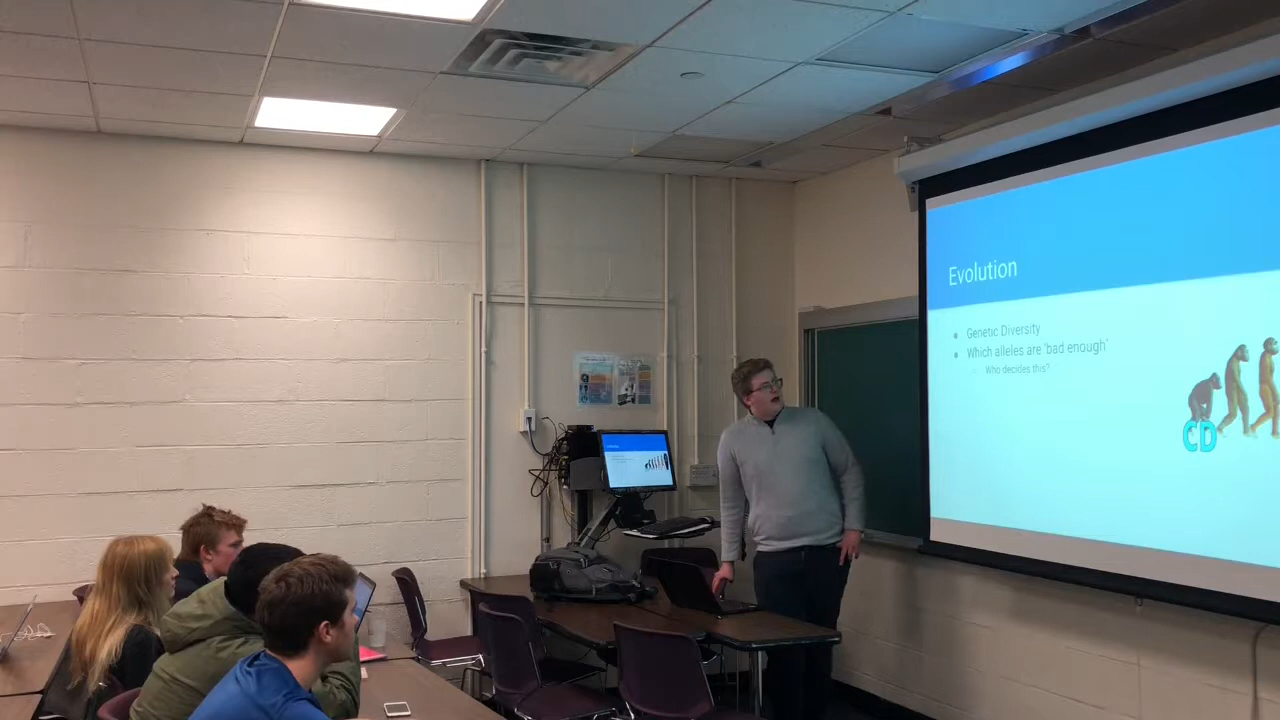 Evolution
Genetic Diversity
Which alleles are 'bad enough'
Who decides this?
CD